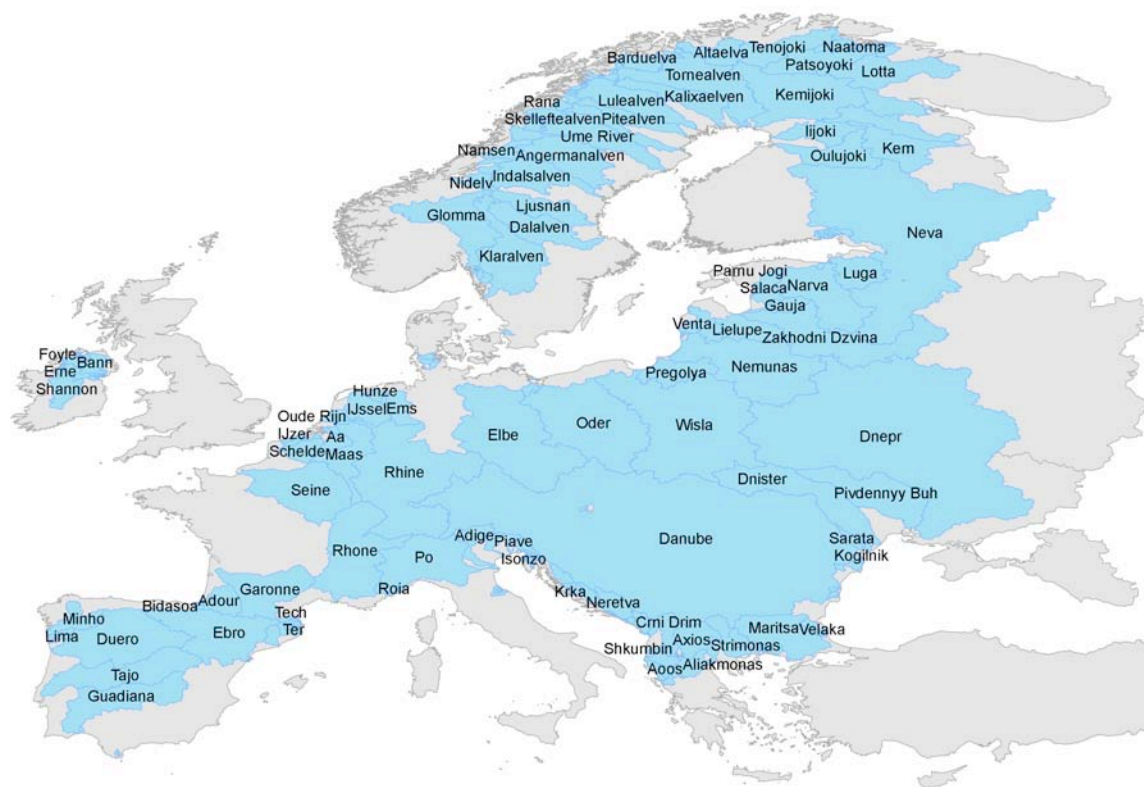 Barduelva
Altaelva
Tenojoki
Naatoma
Patsoyoki
Lotta
Tornealven
Rana
Lulealven
Kalixaelven
Kemijoki
Skelleftealven
Pitealven
Ume River
Iijoki
Kem
Namsen
Angermanalven
Oulujoki
Nidelv
Indalsalven
Ljusnan
Glomma
Dalalven
Neva
Klaralven
Parnu Jogi
Luga
Salaca
Narva
Gauja
Venta
Lielupe
Zakhodni Dzvina
Foyle
Bann
Erne
Shannon
Pregolya
Nemunas
Hunze
IJssel
Ems
Oude Rijn
IJzer
Aa
Schelde
Maas
Elbe
Oder
Wisla
Dnepr
Rhine
Dnister
Seine
Pivdennyy Buh
Adige
Piave
Danube
Sarata
Rhone
Po
Isonzo
Kogilnik
Garonne
Roia
Krka
Bidasoa
Adour
Neretva
Minho
Tech
Lima
Duero
Ebro
Ter
Crni Drim
Maritsa
Velaka
Axios
Shkumbin
Strimonas
Tajo
Aoos
Aliakmonas
Guadiana